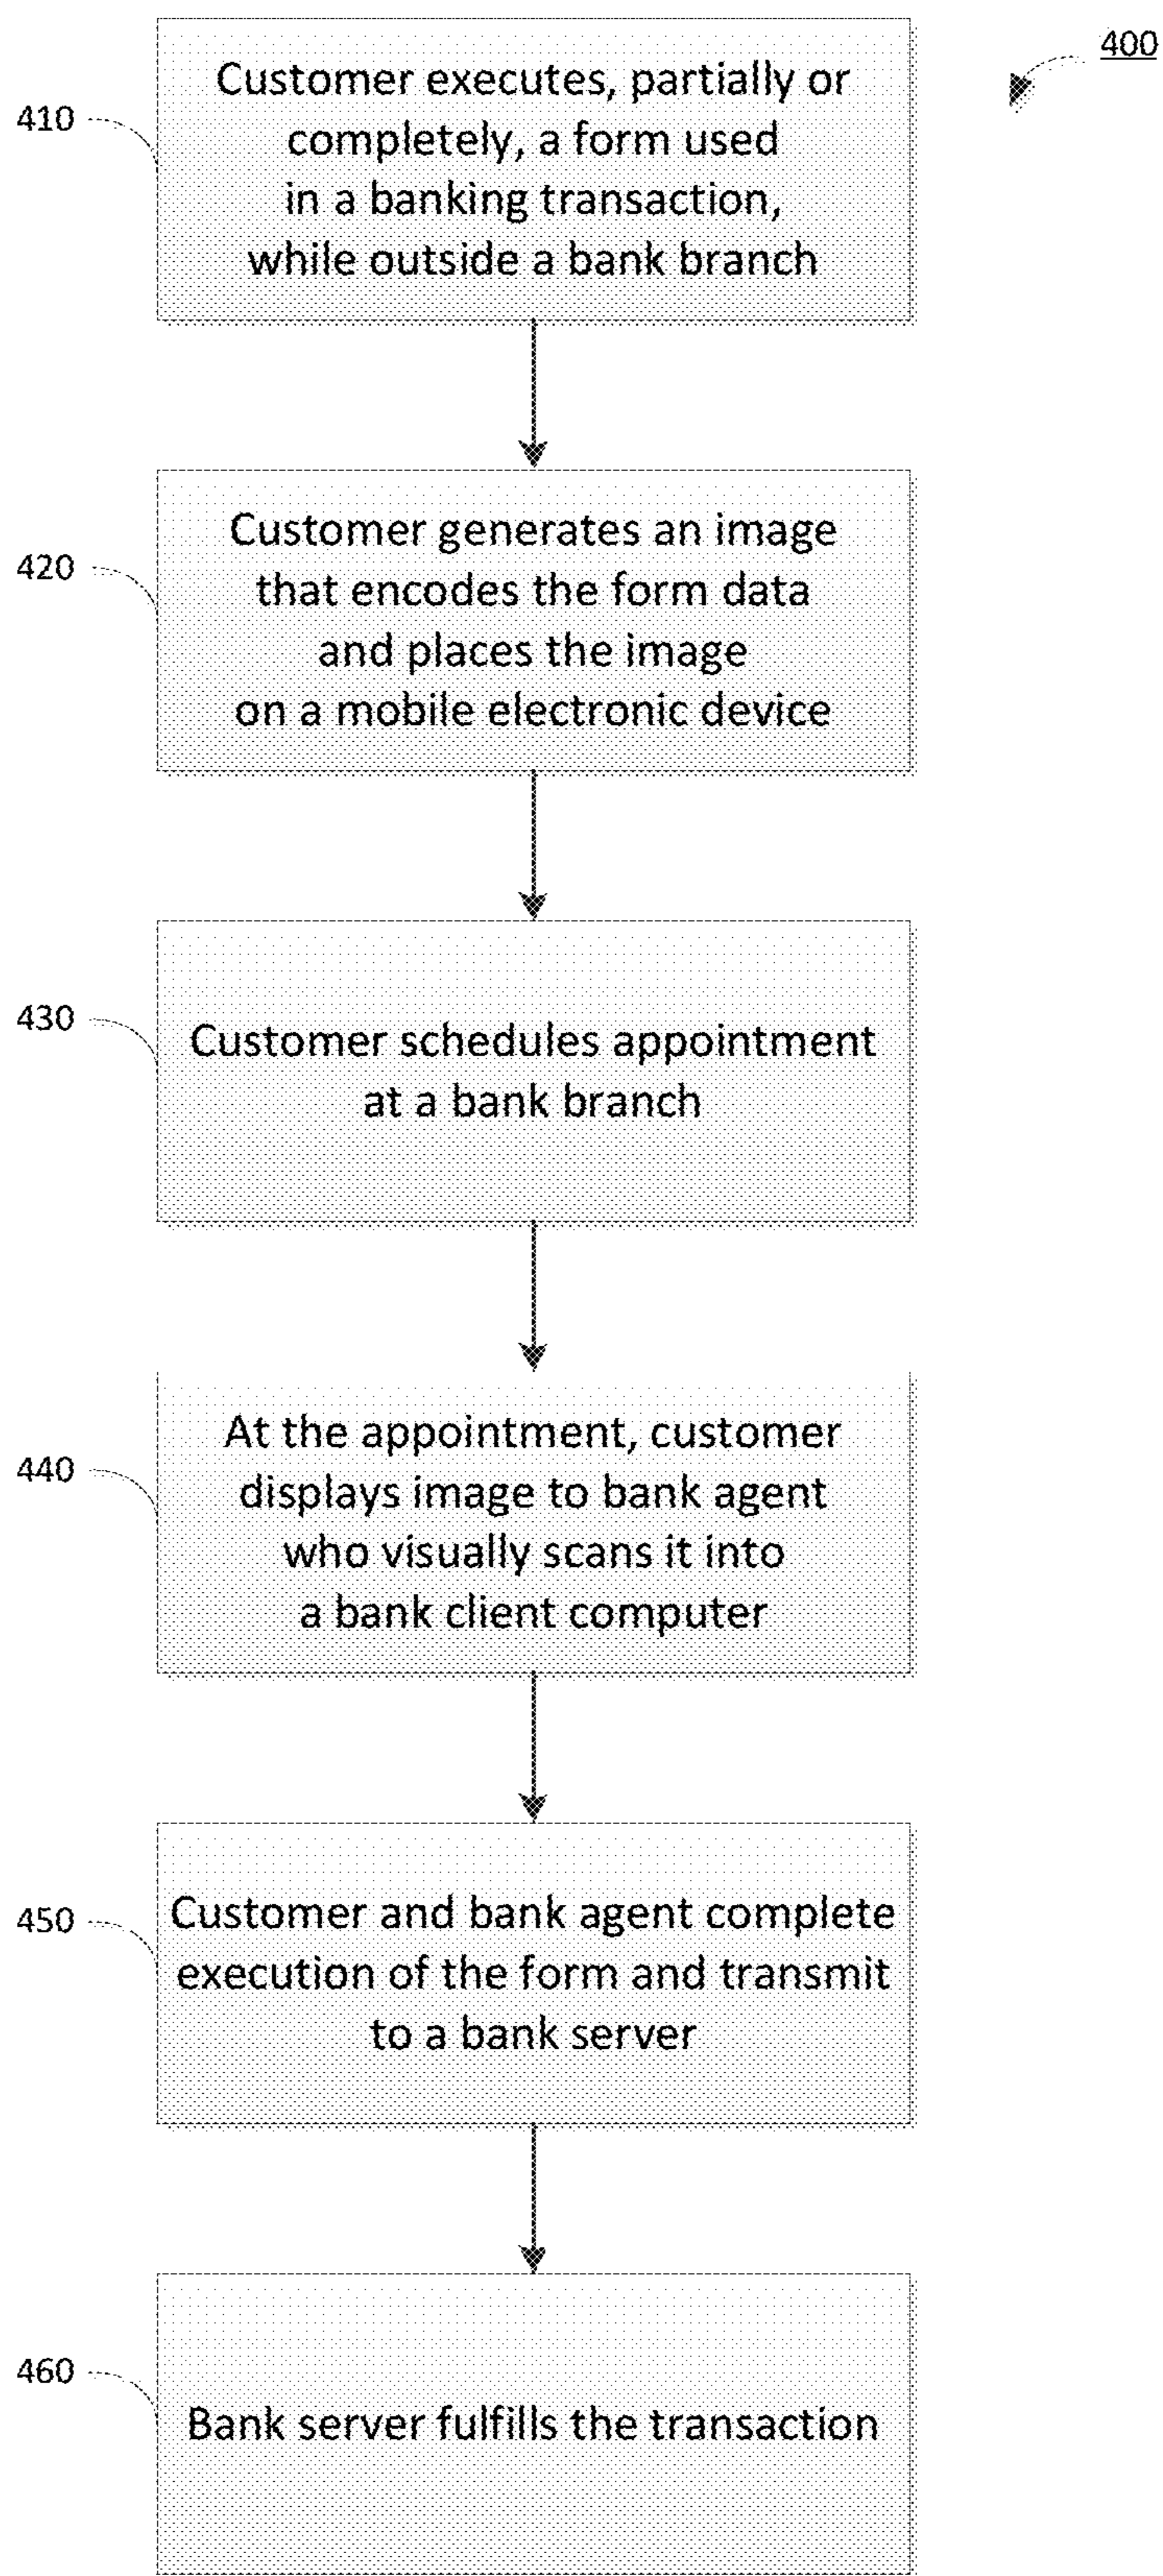 400
410
Customer executes, partially or
completely, a form used
in a banking transaction,
while outside a bank branch
420
Customer generates an image
that encodes the form data
and places the image
on a mobile electronic device
430
Customer schedules appointment
at a bank branch
440
At the appointment, customer
displays image to bank agent
who visually scans it into
a bank client computer
450
Customer and bank agent complete
execution of the form and transmit
to a bank server
460
Bank server fulfills the transaction